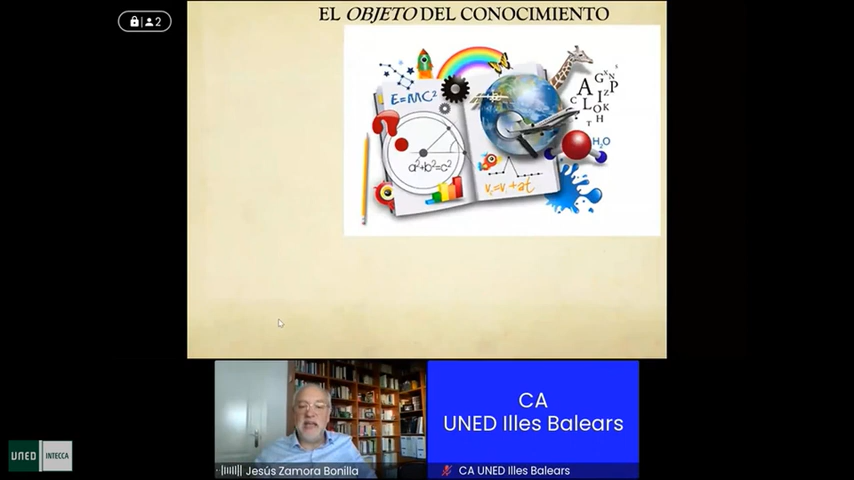 2
EL OBJETO DEL CONOCIMIENTO
E=MC²
a²+b²=c²
H₂O
CA
UNED Illes Balears
Jesús Zamora Bonilla
CA UNED Illes Balears
UNED INTECCA